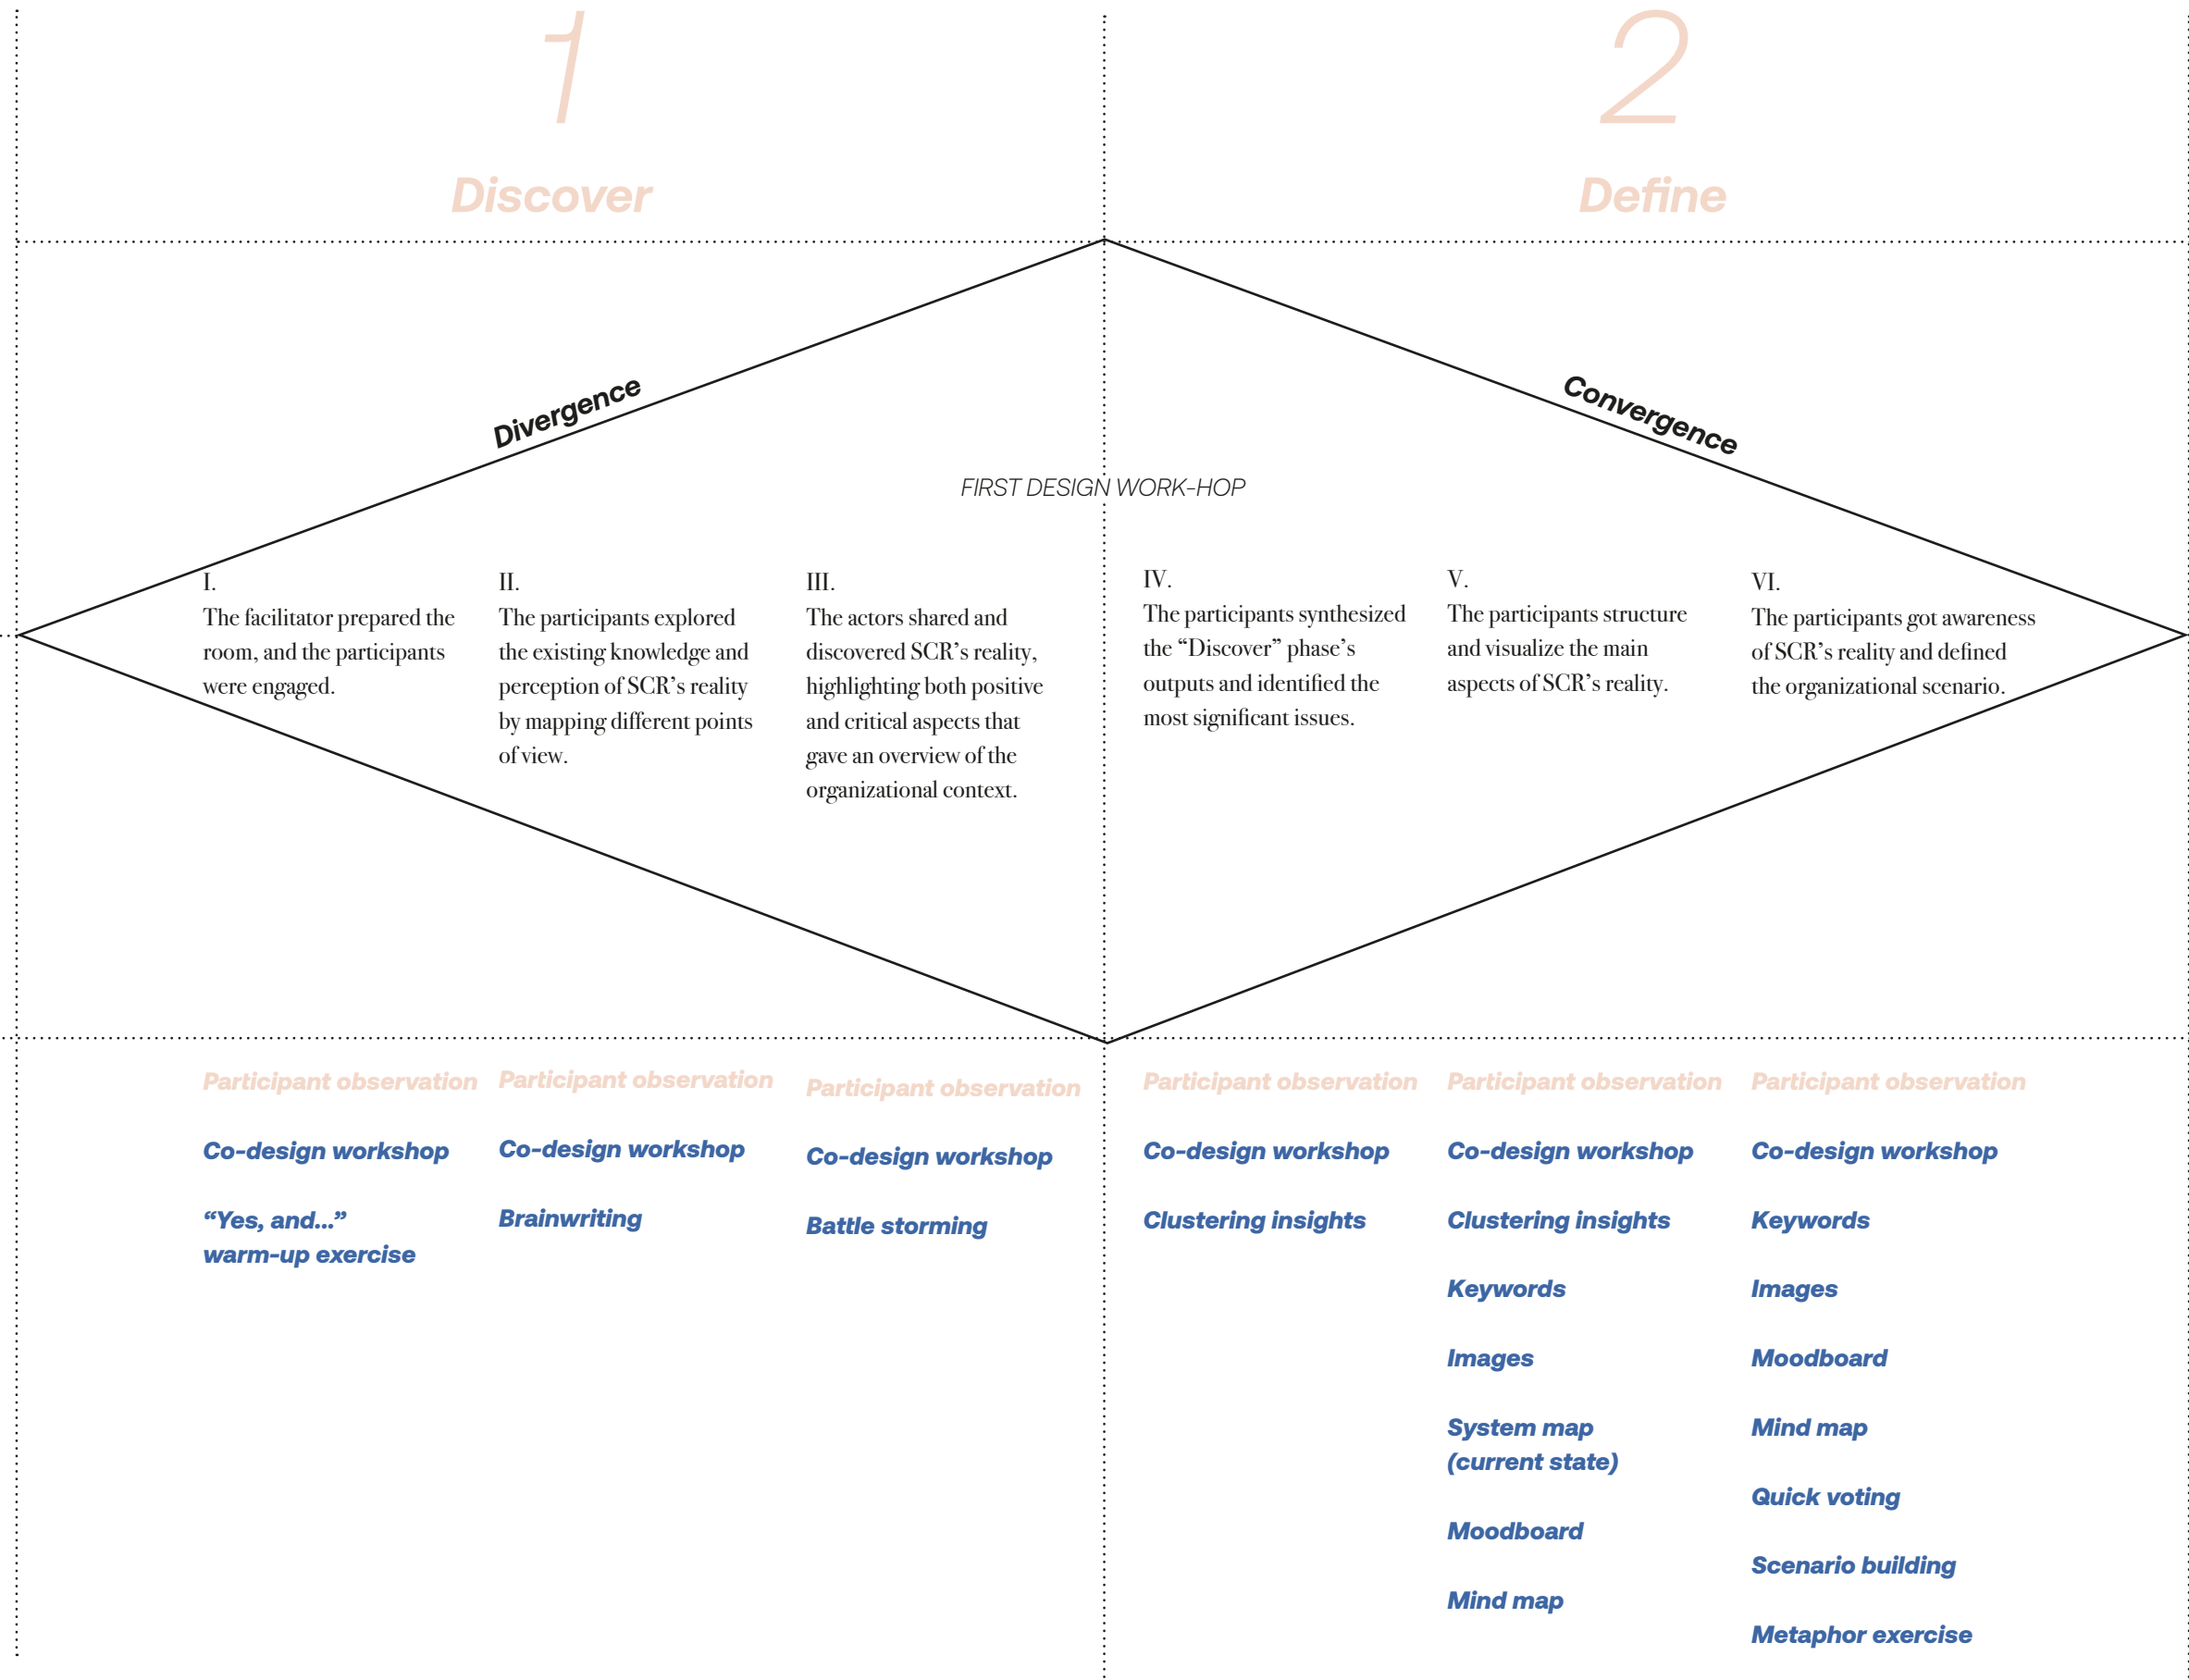 1
Discover
2
Define
Divergence
Convergence
FIRST DESIGN WORK-HOP
I.
The facilitator prepared the
room, and the participants
were engaged.
II.
The participants explored
the existing knowledge and
perception of SCR’s reality
by mapping different points
of view.
III.
The actors shared and
discovered SCR’s reality,
highlighting both positive
and critical aspects that
gave an overview of the
organizational context.
IV.
The participants synthesized
the “Discover” phase’s
outputs and identified the
most significant issues.
V.
The participants structure
and visualize the main
aspects of SCR’s reality.
VI.
The participants got awareness
of SCR’s reality and defined
the organizational scenario.
Participant observation
Co-design workshop
“Yes, and...”
warm-up exercise
Participant observation
Co-design workshop
Brainwriting
Participant observation
Co-design workshop
Battle storming
Participant observation
Co-design workshop
Clustering insights
Participant observation
Co-design workshop
Clustering insights
Keywords
Images
System map
(current state)
Moodboard
Mind map
Participant observation
Co-design workshop
Keywords
Images
Moodboard
Mind map
Quick voting
Scenario building
Metaphor exercise